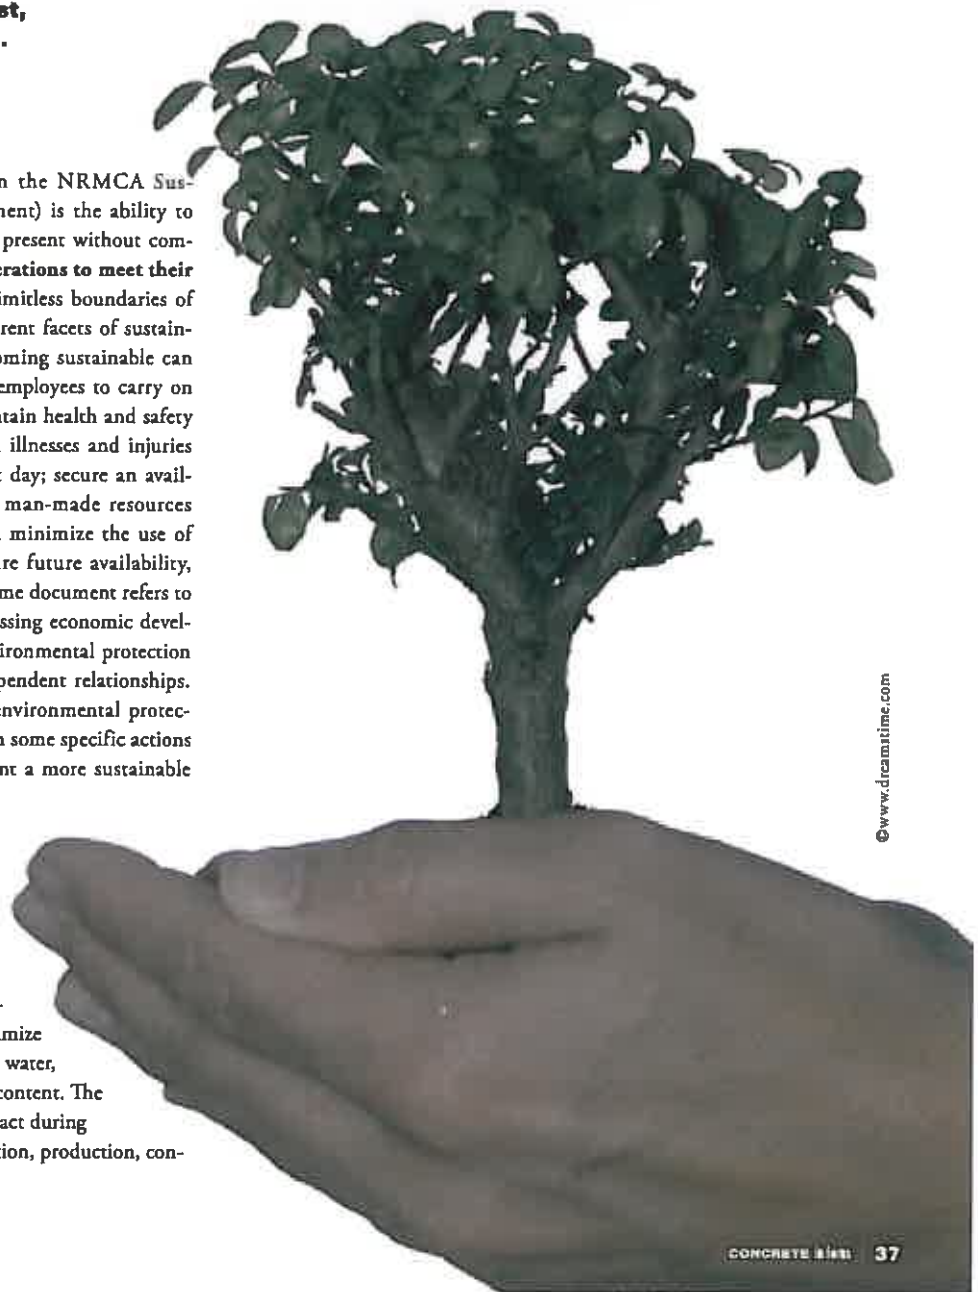 st,
.
n the NRMCA Sus-
nent) is the ability to
present without com-
erations to meet their
imitless boundaries of
rent facets of sustain-
oming sustainable can
employees to carry on
ntain health and safety
illnesses and injuries
t day; secure an avail-
man-made resources
minimize the use of
re future availability,
me document refers to
ssing economic devel-
ironmental protection
pendent relationships.
environmental protec-
n some specific actions
nt a more sustainable
mize
water,
content. The
act during
tion, production, con-
©www.dreamstime.com
CONCRETE 37